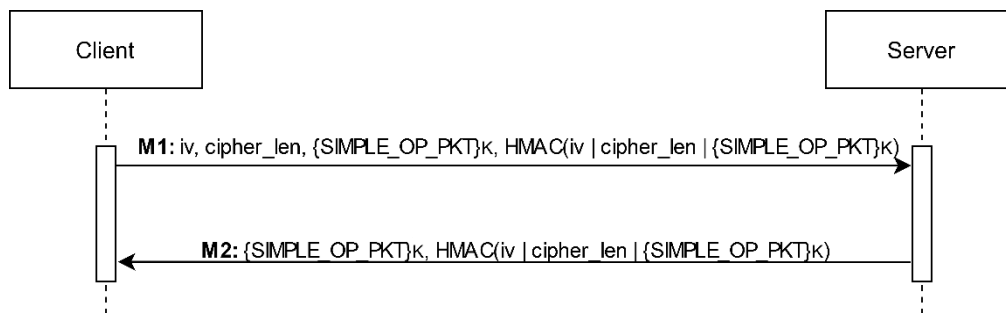 Client
Server
M1: iv, cipher_len, {SIMPLE_OP_PKT}K, HMAC(iv | cipher_len | {SIMPLE_OP_PKT}K)
M2: {SIMPLE_OP_PKT}K, HMAC(iv | cipher_len | {SIMPLE_OP_PKT}K)